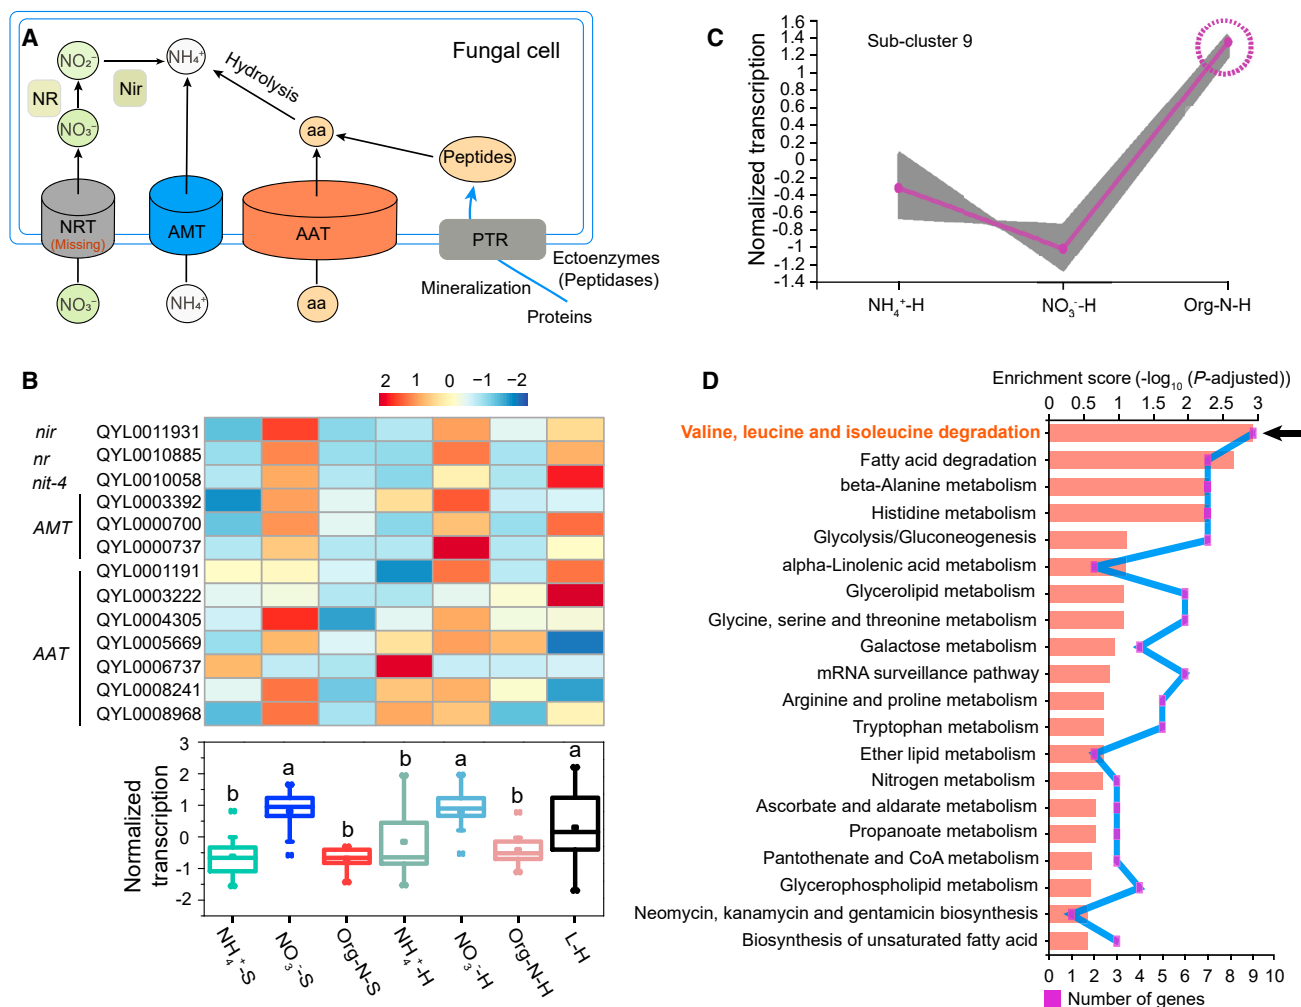 A
Fungal cell
NO₂⁻
NH₄⁺
Hydrolysis
NR
Nir
NO₃⁻
aa
Peptides
NRT
(Missing)
AMT
AAT
PTR
Ectoenzymes
(Peptidases)
Mineralization
Proteins
NO₃⁻
NH₄⁺
aa
C
Sub-cluster 9
Nomalized transcription
1.6
1.4
1.2
1
0.8
0.6
0.4
0.2
0
-0.2
-0.4
-0.6
-0.8
-1
-1.2
-1.4
NH₄⁺-H
NO₃⁻-H
Org-N-H
B
2 1 0 −1 −2
nir QYL0011931
nr QYL0010885
nit-4 QYL0010058
AMT
QYL0003392
QYL0000700
QYL0000737
AAT
QYL0001191
QYL0003222
QYL0004305
QYL0005669
QYL0006737
QYL0008241
QYL0008968
Normalized
transcription
3
2
1
0
-1
-2
b a b b a b a
NH₄⁺-S
NO₃⁻-S
Org-N-S
NH₄⁺-H
NO₃⁻-H
Org-N-H
L-H
D
Enrichment score (-log₁₀ (P-adjusted))
0 0.5 1 1.5 2 2.5 3
Valine, leucine and isoleucine degradation
Fatty acid degradation
beta-Alanine metabolism
Histidine metabolism
Glycolysis/Gluconeogenesis
alpha-Linolenic acid metabolism
Glycerolipid metabolism
Glycine, serine and threonine metabolism
Galactose metabolism
mRNA surveillance pathway
Arginine and proline metabolism
Tryptophan metabolism
Ether lipid metabolism
Nitrogen metabolism
Ascorbate and aldarate metabolism
Propanoate metabolism
Pantothenate and CoA metabolism
Glycerophospholipid metabolism
Neomycin, kanamycin and gentamicin biosynthesis
Biosynthesis of unsaturated fatty acid
0 1 2 3 4 5 6 7 8 9 10
Number of genes